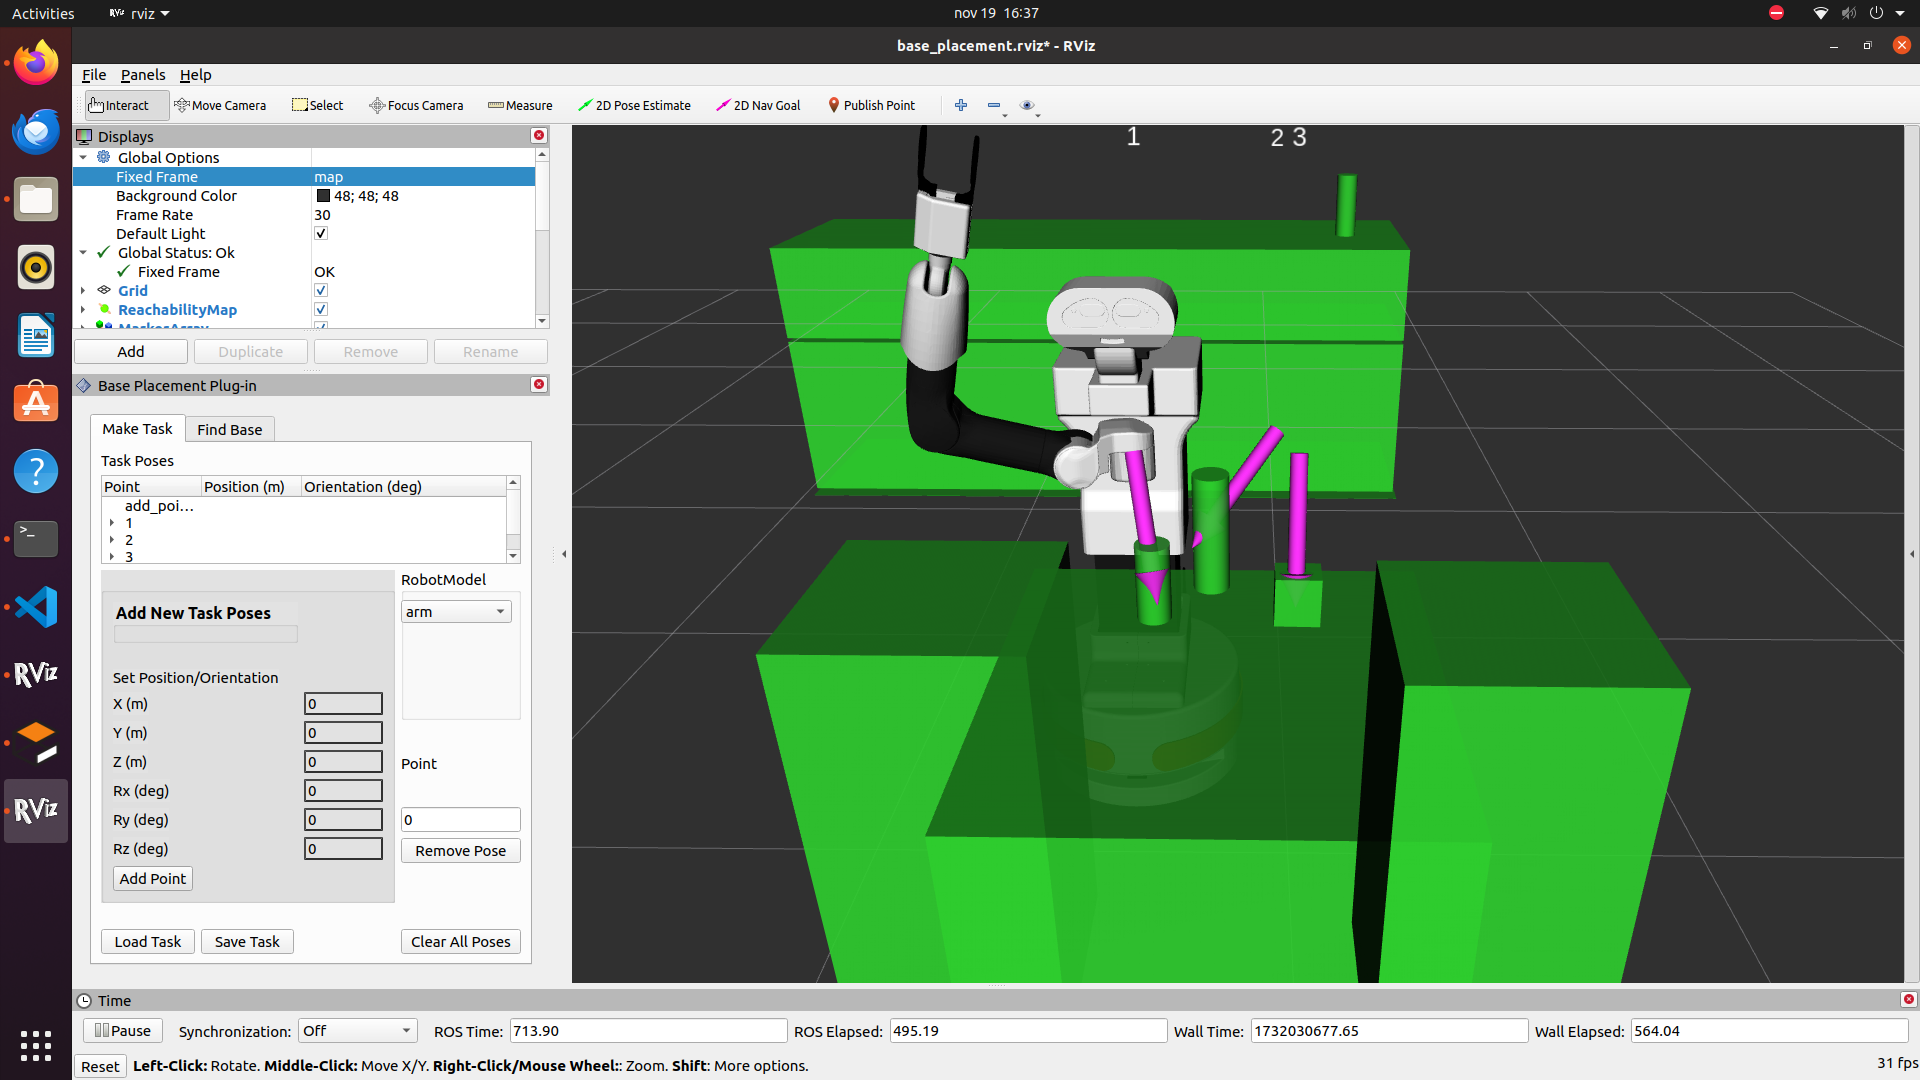 Activities
RViz rviz
nov 19 16:37
base_placement.rviz* - RViz
File Panels Help
Interact Move Camera Select Focus Camera Measure 2D Pose Estimate 2D Nav Goal Publish Point
Displays
Global Options
Fixed Frame map
Background Color 48; 48; 48
Frame Rate 30
Default Light
Global Status: Ok
Fixed Frame OK
Grid
ReachabilityMap
MarkerArray
Add Duplicate Remove Rename
Base Placement Plug-in
Make Task Find Base
Task Poses
Point Position (m) Orientation (deg)
add_poi...
1
2
3
RobotModel
arm
Add New Task Poses
Set Position/Orientation
X (m) 0
Y (m) 0
Z (m) 0
Rx (deg) 0
Ry (deg) 0
Rz (deg) 0
Point
0
Remove Pose
Add Point
Load Task Save Task Clear All Poses
1 2 3
>_
RViz
RViz
Time
Pause Synchronization: Off ROS Time: 713.90 ROS Elapsed: 495.19 Wall Time: 1732030677.65 Wall Elapsed: 564.04
Reset Left-Click: Rotate. Middle-Click: Move X/Y. Right-Click/Mouse Wheel:: Zoom. Shift: More options. 31 fps